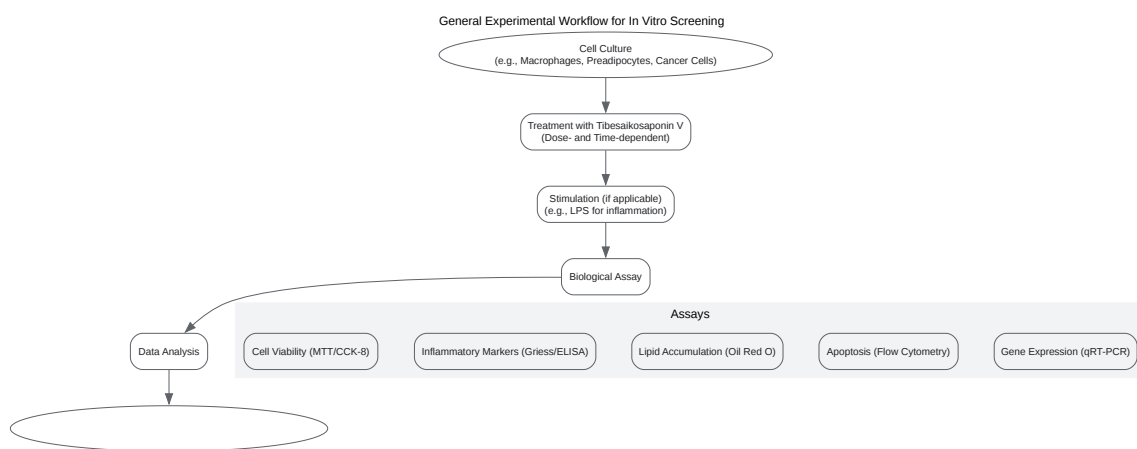 General Experimental Workflow for In Vitro Screening
Cell Culture
(e.g., Macrophages, Preadipocytes, Cancer Cells)
Treatment with Tibesaikosaponin V
(Dose- and Time-dependent)
Stimulation (if applicable)
(e.g., LPS for inflammation)
Biological Assay
Assays
Data Analysis
Cell Viability (MTT/CCK-8)
Inflammatory Markers (Griess/ELISA)
Lipid Accumulation (Oil Red O)
Apoptosis (Flow Cytometry)
Gene Expression (qRT-PCR)